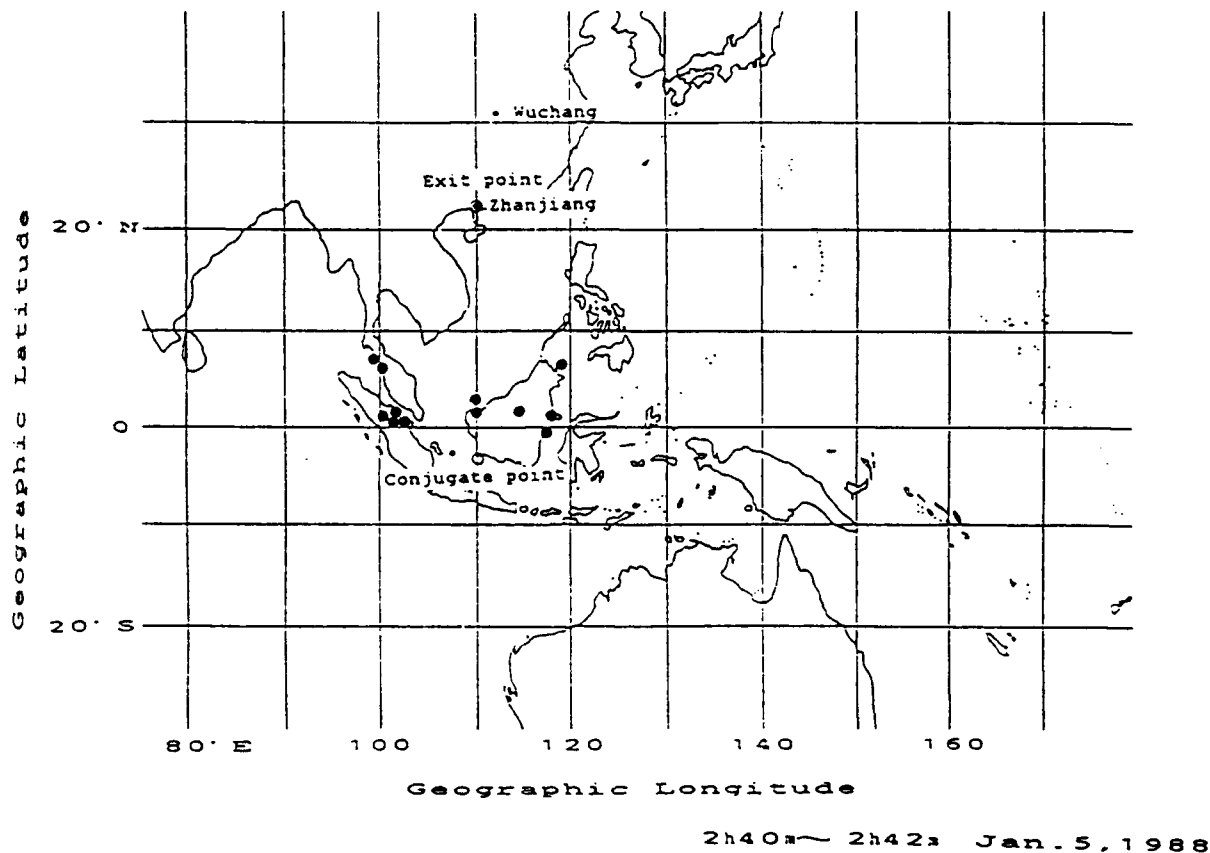 Wuchang
Exit point
Zhanjiang
20° N
0
Conjugate point
20° S
Geographic Latitude
80° E 100 120 140 160
Geographic Longitude
2h40m~ 2h42m Jan.5,1988